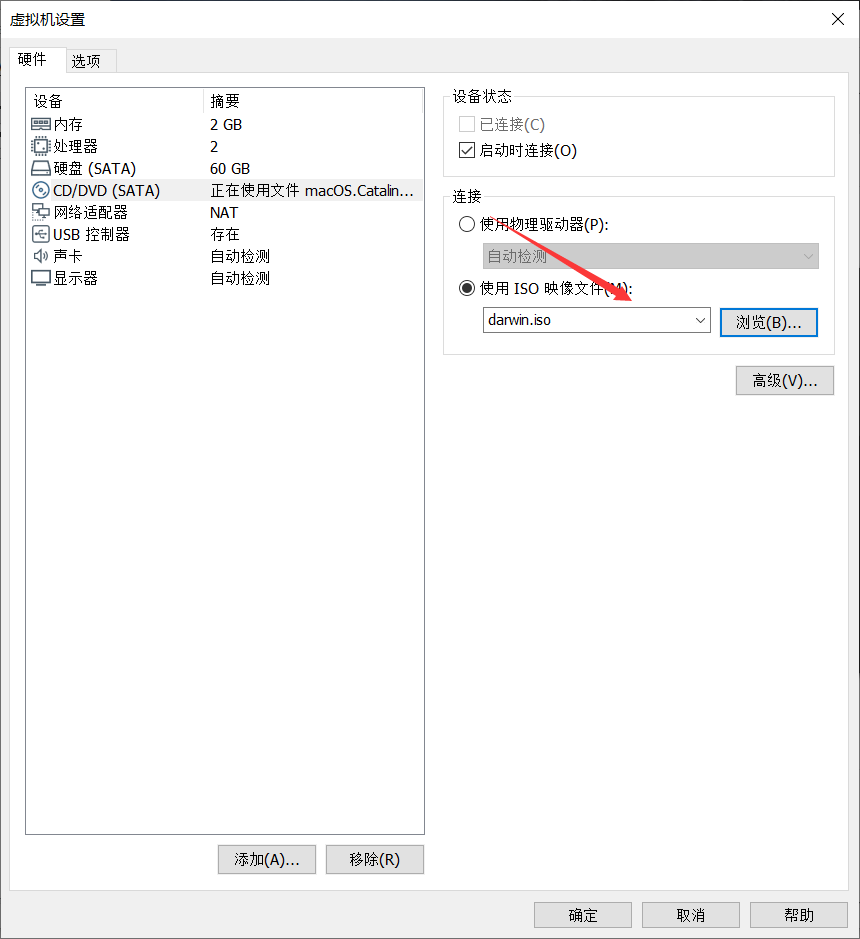 虚拟机设置
硬件 选项
设备 摘要
内存 2 GB
处理器 2
硬盘 (SATA) 60 GB
CD/DVD (SATA) 正在使用文件 macOS.Catalin...
网络适配器 NAT
USB 控制器 存在
声卡 自动检测
显示器 自动检测
添加(A)... 移除(R)
设备状态
已连接(C)
启动时连接(O)
连接
使用物理驱动器(P):
自动检测
使用 ISO 映像文件(M):
darwin.iso 浏览(B)...
高级(V)...
确定 取消 帮助